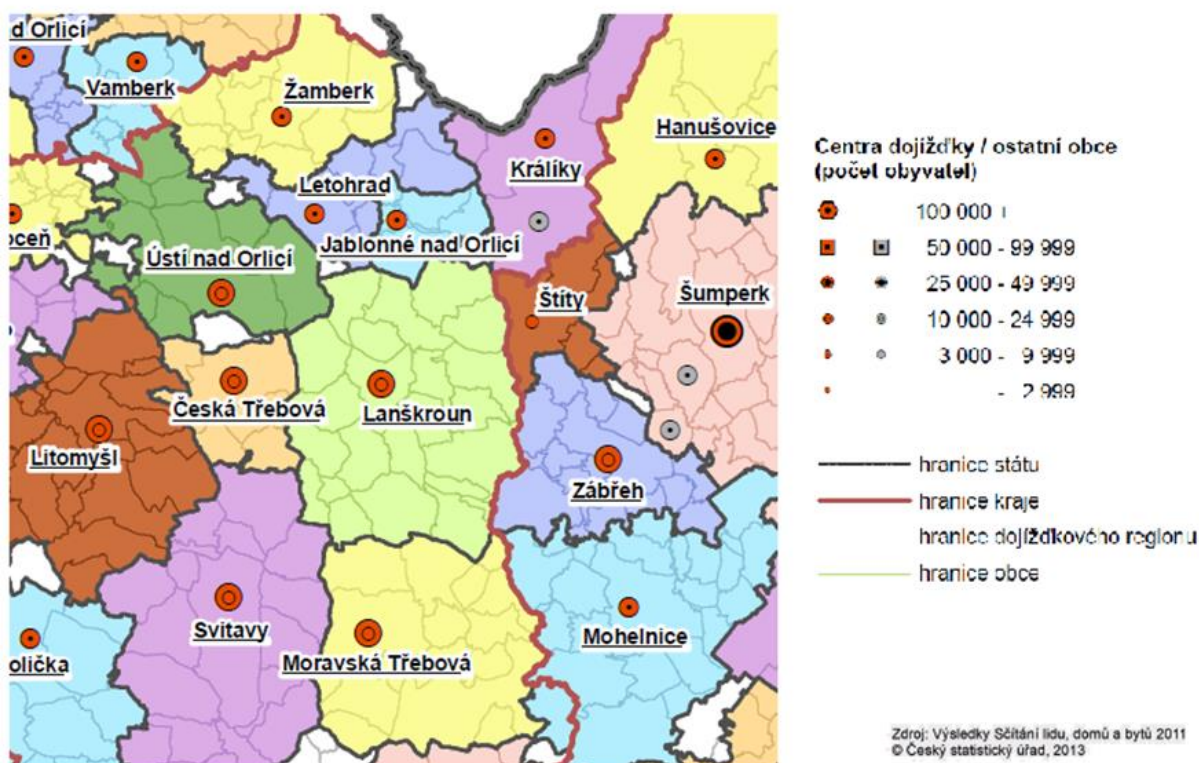 d Orlicí
Vamberk
Žamberk
Hanušovice
Králíky
Letohrad
Jablonné nad Orlicí
oceň
Ústí nad Orlicí
Štíty
Šumperk
Česká Třebová
Lanškroun
Litomyšl
Zábřeh
Svitavy
Moravská Třebová
Mohelnice
olička
Centra dojížďky / ostatní obce
(počet obyvatel)
100 000 +
50 000 - 99 999
25 000 - 49 999
10 000 - 24 999
3 000 - 9 999
- 2 999
hranice státu
hranice kraje
hranice dojížďkového regionu
hranice obce
Zdroj: Výsledky Sčítání lidu, domů a bytů 2011
© Český statistický úřad, 2013